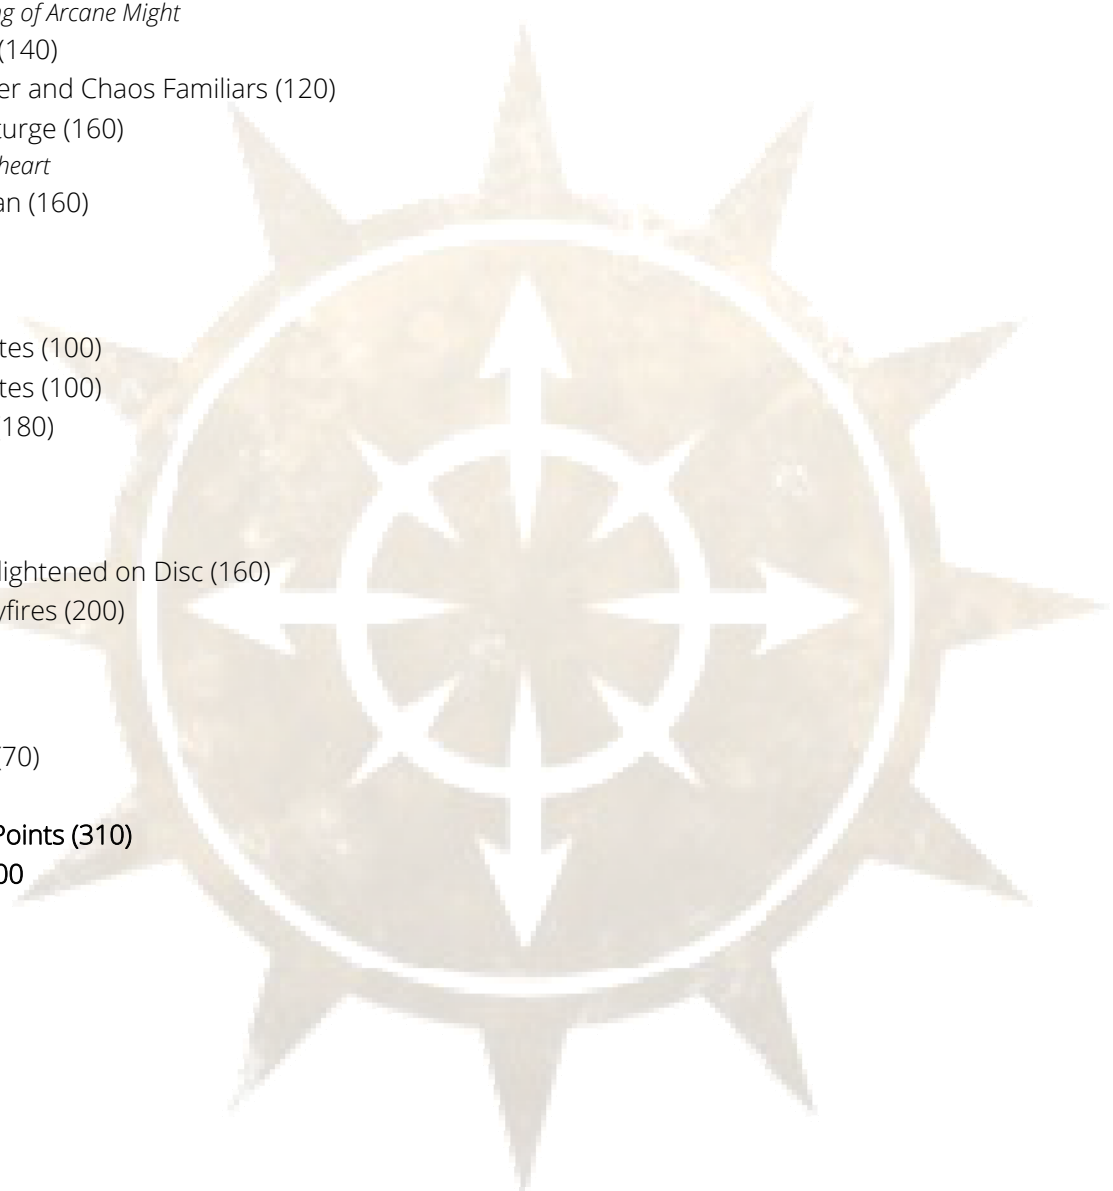 g of Arcane Might
(140)
er and Chaos Familiars (120)
urge (160)
heart
an (160)
tes (100)
tes (100)
180)
lightened on Disc (160)
yfires (200)
70)
Points (310)
00